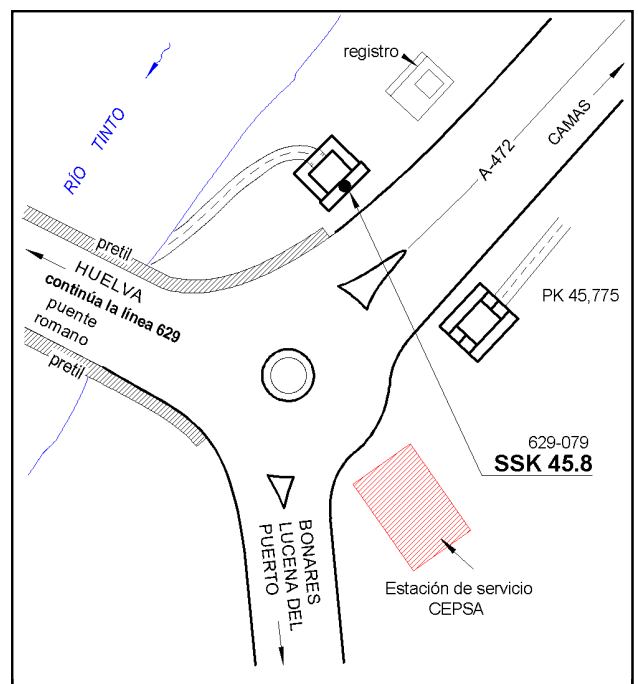 registro
RÍO TINTO
A-472
CAMAS
pretil
HUELVA
continúa la línea 629
puente
romano
pretil
PK 45,775
629-079
SSK 45.8
BONARES
LUCENA DEL
PUERTO
Estación de servicio
CEPSA